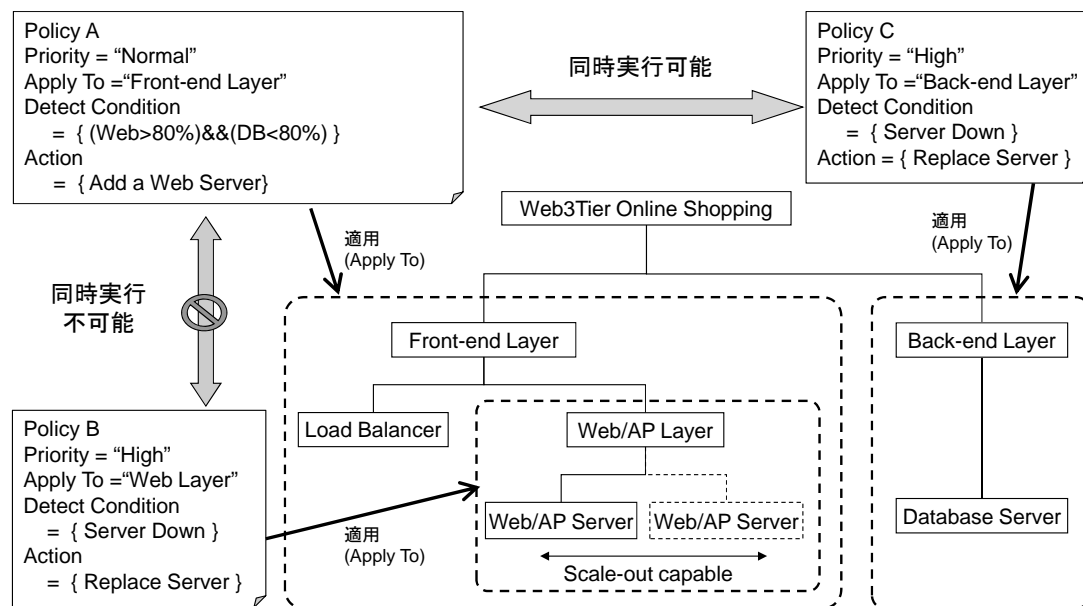 Policy A
Priority = “Normal”
Apply To =“Front-end Layer”
Detect Condition
= { (Web>80%)&&(DB<80%) }
Action
= { Add a Web Server}
同時実行可能
Policy C
Priority = “High”
Apply To =“Back-end Layer”
Detect Condition
= { Server Down }
Action = { Replace Server }
Web3Tier Online Shopping
適用
(Apply To)
適用
(Apply To)
同時実行
不可能
Front-end Layer
Back-end Layer
Load Balancer
Web/AP Layer
Policy B
Priority = “High”
Apply To =“Web Layer”
Detect Condition
= { Server Down }
Action
= { Replace Server }
適用
(Apply To)
Web/AP Server
Web/AP Server
Database Server
Scale-out capable